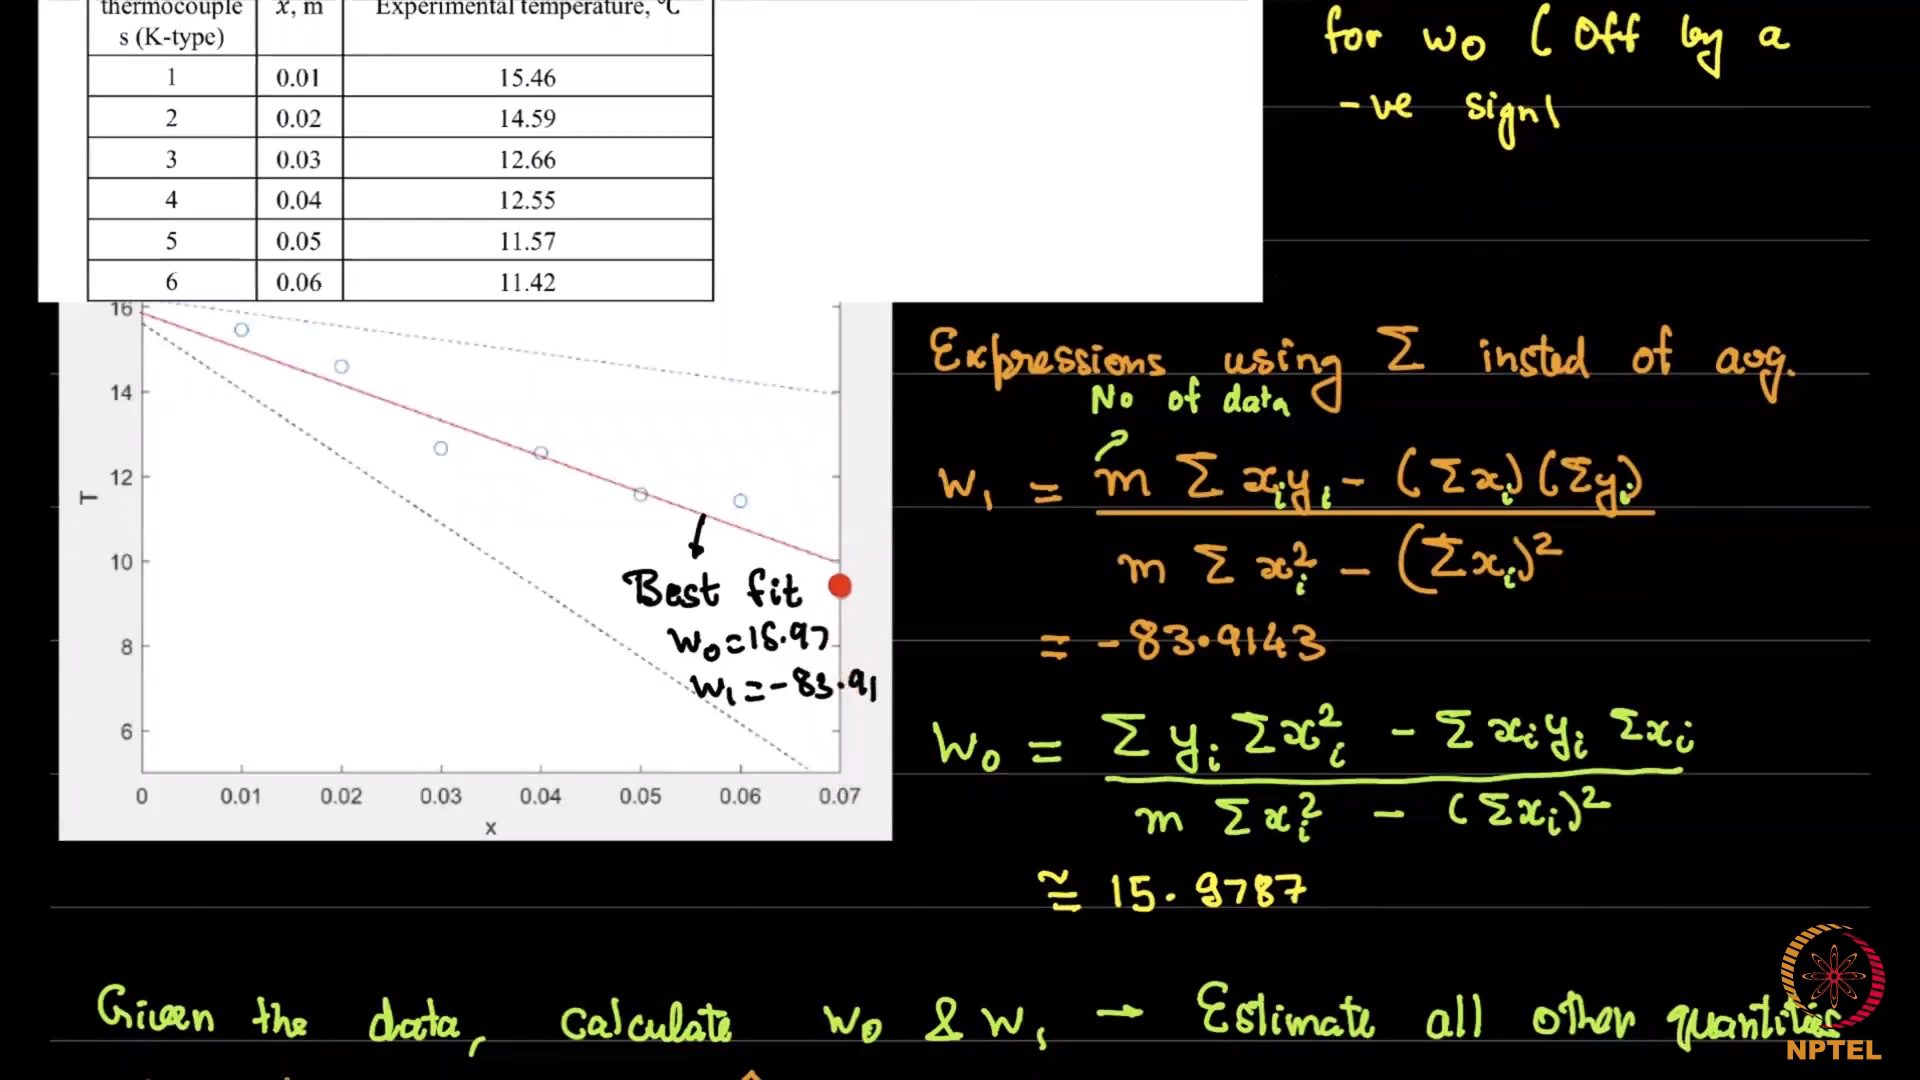 thermocouple x, m Experimental temperature, °C
s (K-type)
1 0.01 15.46
2 0.02 14.59
3 0.03 12.66
4 0.04 12.55
5 0.05 11.57
6 0.06 11.42
for w₀ ( Off by a
-ve sign)
16
14
12
10
8
6
T
0 0.01 0.02 0.03 0.04 0.05 0.06 0.07
x
Best fit
w₀ = 15.97
w₁ = -83.91
Expressions using Σ insted of avg.
No of data
w₁ = m Σ xᵢyᵢ - (Σxᵢ)(Σyᵢ)
m Σ xᵢ² - (Σxᵢ)²
= -83.9143
w₀ = Σ yᵢ Σxᵢ² - Σ xᵢyᵢ Σxᵢ
m Σ xᵢ² - (Σxᵢ)²
≅ 15.9787
Given the data, calculate w₀ & w₁ → Estimate all other quantities
NPTEL